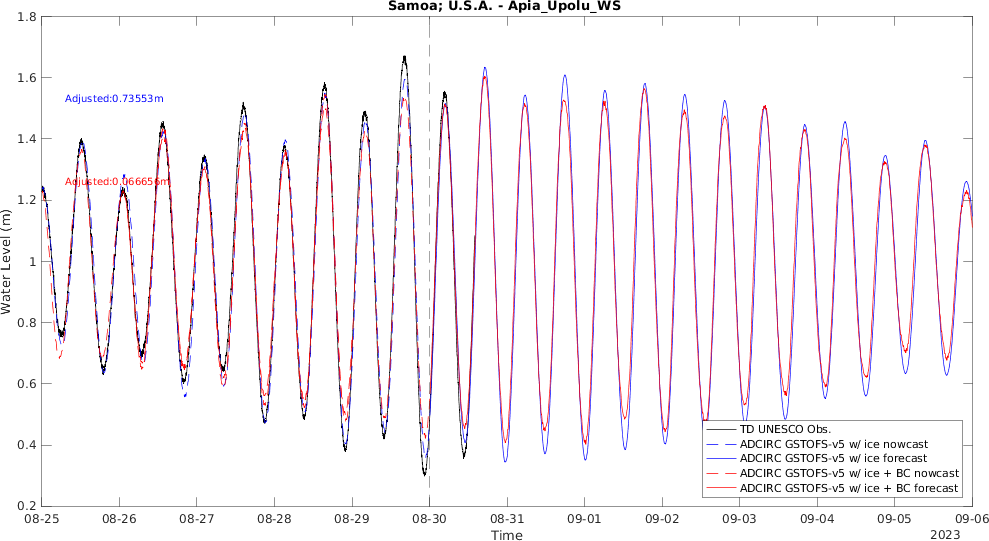 Samoa; U.S.A. - Apia_Upolu_WS
1.8
1.6
1.4
1.2
1
0.8
0.6
0.4
0.2
Water Level (m)
Adjusted:0.73553m
Adjusted:0.066656m
TD UNESCO Obs.
ADCIRC GSTOFS-v5 w/ ice nowcast
ADCIRC GSTOFS-v5 w/ ice forecast
ADCIRC GSTOFS-v5 w/ ice + BC nowcast
ADCIRC GSTOFS-v5 w/ ice + BC forecast
08-25 08-26 08-27 08-28 08-29 08-30 08-31 09-01 09-02 09-03 09-04 09-05 09-06
Time
2023